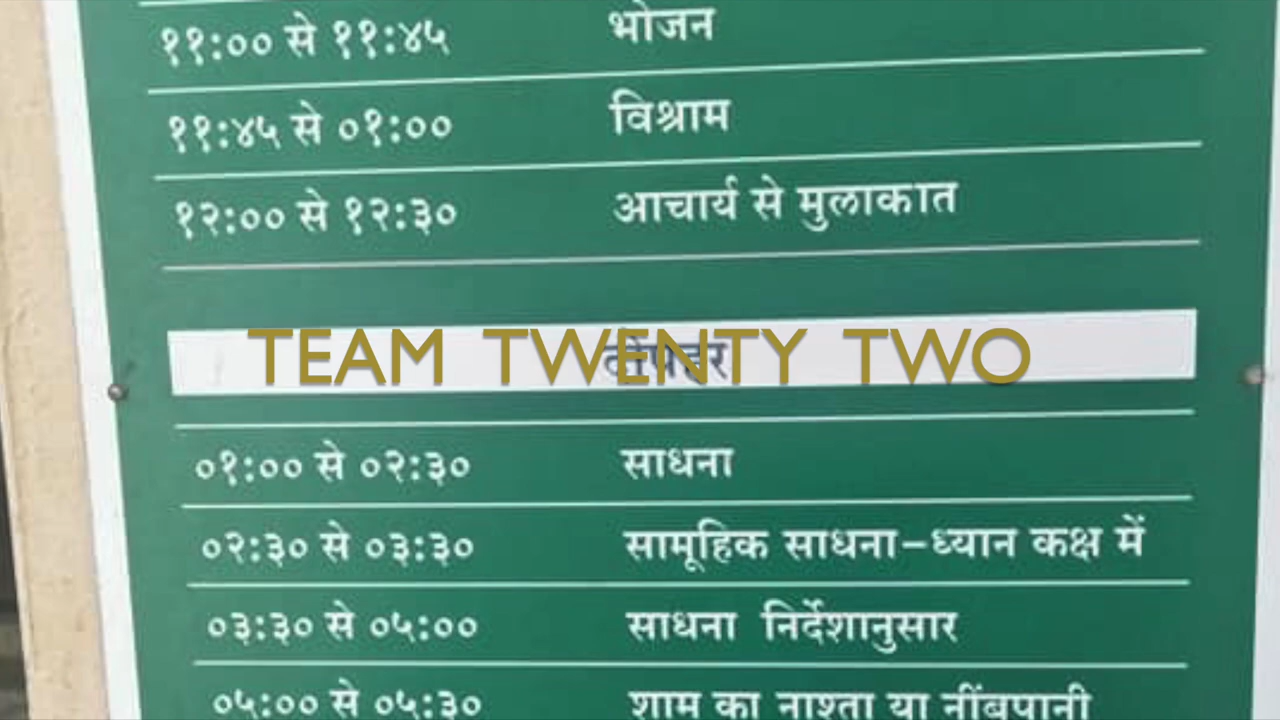 ११:०० से ११:४५ भोजन
११:४५ से ०१:०० विश्राम
१२:०० से १२:३० आचार्य से मुलाकात
दोपहर
TEAM TWENTY TWO
०१:०० से ०२:३० साधना
०२:३० से ०३:३० सामूहिक साधना–ध्यान कक्ष में
०३:३० से ०५:०० साधना निर्देशानुसार
०५:०० से ०५:३० शाम का नाश्ता या नींबूपानी